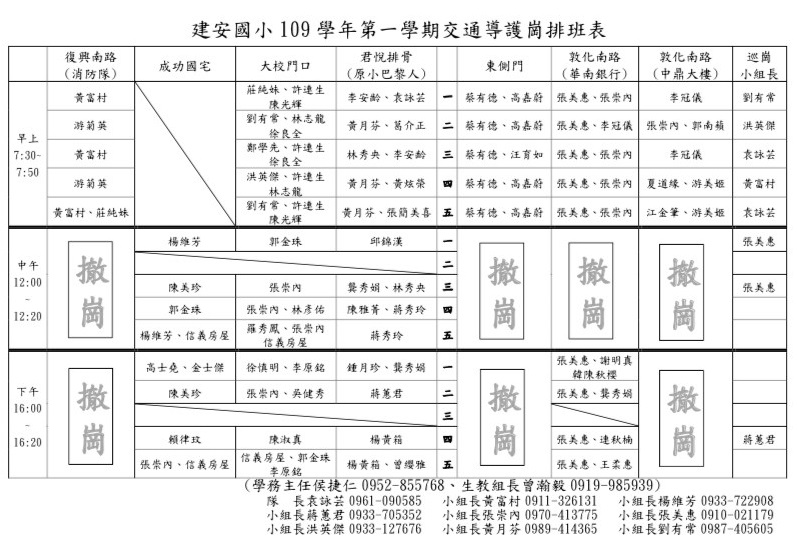 建安國小 109 學年第一學期交通導護崗排班表
復興南路 成功國宅 大校門口 君悅排骨 東側門 敦化南路 敦化南路 巡崗
(消防隊) (原小巴黎人) (華南銀行) (中鼎大樓) 小組長
早上
7:30~
7:50
黃富村 莊純妹、許連生 李安齡、袁詠芸 一 蔡有德、高嘉蔚 張美惠、張崇內 李冠儀 劉有常
陳光輝
游菊英 劉有常、林志龍 黃月芬、葛介正 二 蔡有德、高嘉蔚 張美惠、李冠儀 張崇內、郭南蘋 洪英傑
徐良全
黃富村 鄭學先、許連生 林秀央、李安齡 三 蔡有德、汪育如 張美惠、張崇內 李冠儀 袁詠芸
徐良全
游菊英 洪英傑、許連生 黃月芬、黃炫榮 四 蔡有德、高嘉蔚 張美惠、張崇內 夏道緣、游美姬 黃富村
林志龍
黃富村、莊純妹 劉有常、許連生 黃月芬、張簡美喜 五 蔡有德、高嘉蔚 張美惠、張崇內 江金筆、游美姬 袁詠芸
陳光輝
中午
12:00
~
12:20
撤崗 撤崗 撤崗 撤崗
楊維芳 郭金珠 邱錦漢 一 張美惠
二
陳美珍 張崇內 龔秀娟、林秀央 三 張美惠
郭金珠 張崇內、林彥佑 陳雅菁、蔣秀玲 四
楊維芳、信義房屋 羅秀鳳、張崇內 蔣秀玲 五
信義房屋
下午
16:00
~
16:20
撤崗 撤崗 撤崗
高士堯、金士傑 徐慎明、李原銘 鍾月珍、龔秀娟 一 張美惠、謝明真
韓陳秋櫻
陳美珍 張崇內、吳健秀 蔣蕙君 二 張美惠、龔秀娟
三
賴律玟 陳淑真 楊黃箱 四 張美惠、連秋楠 蔣蕙君
張崇內、信義房屋 信義房屋、郭金珠 楊黃箱、曾纓雅 五 張美惠、王柔惠
李原銘
(學務主任侯捷仁 0952-855768、生教組長曾瀚毅 0919-985939)
隊 長袁詠芸 0961-090585 小組長黃富村 0911-326131 小組長楊維芳 0933-722908
小組長蔣蕙君 0933-705352 小組長張崇內 0970-413775 小組長張美惠 0910-021179
小組長洪英傑 0933-127676 小組長黃月芬 0989-414365 小組長劉有常 0987-405605